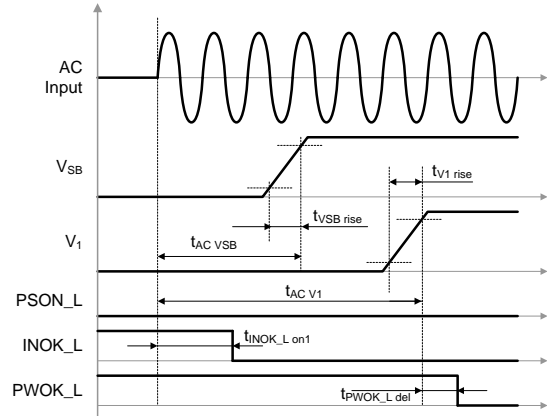 AC
Input
VSB
tV1 rise
tVSB rise
V1
tAC VSB
PSON_L
tAC V1
INOK_L
tINOK_L on1
PWOK_L
tPWOK_L del